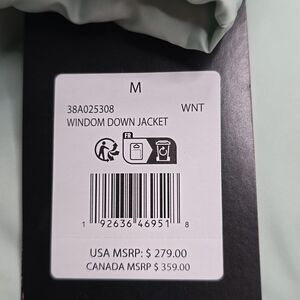 M
38A025308 WNT
WINDOM DOWN JACKET
FR
1 92636 46951 8
USA MSRP: $ 279.00
CANADA MSRP $ 359.00